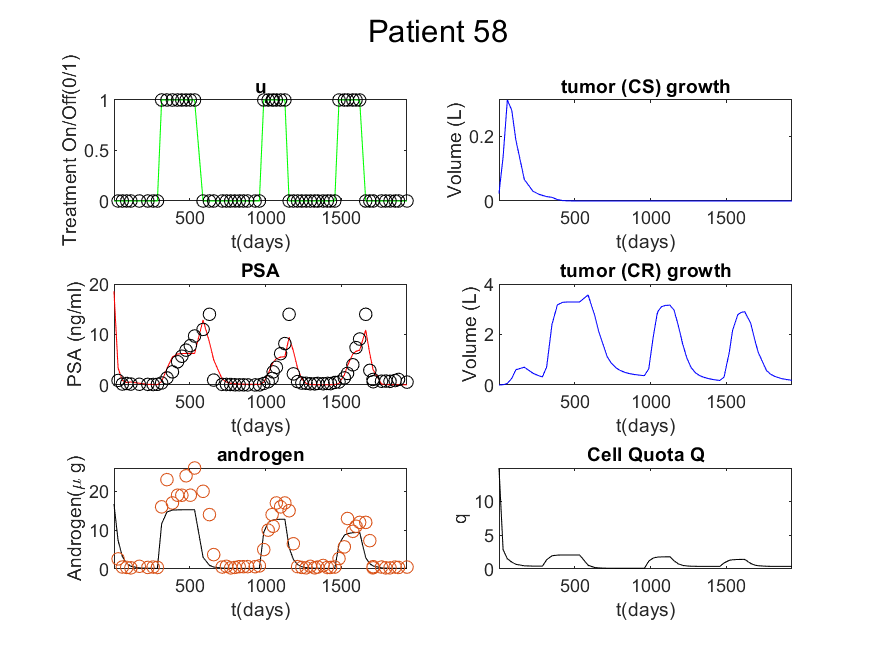 Patient 58
u
Treatment On/Off(0/1)
1
0.5
0
500
1000
1500
t(days)
tumor (CS) growth
Volume (L)
0.2
0
500
1000
1500
t(days)
PSA
PSA (ng/ml)
20
10
0
500
1000
1500
t(days)
tumor (CR) growth
Volume (L)
4
2
0
500
1000
1500
t(days)
androgen
Androgen(μ g)
20
10
0
500
1000
1500
t(days)
Cell Quota Q
q
10
5
0
500
1000
1500
t(days)